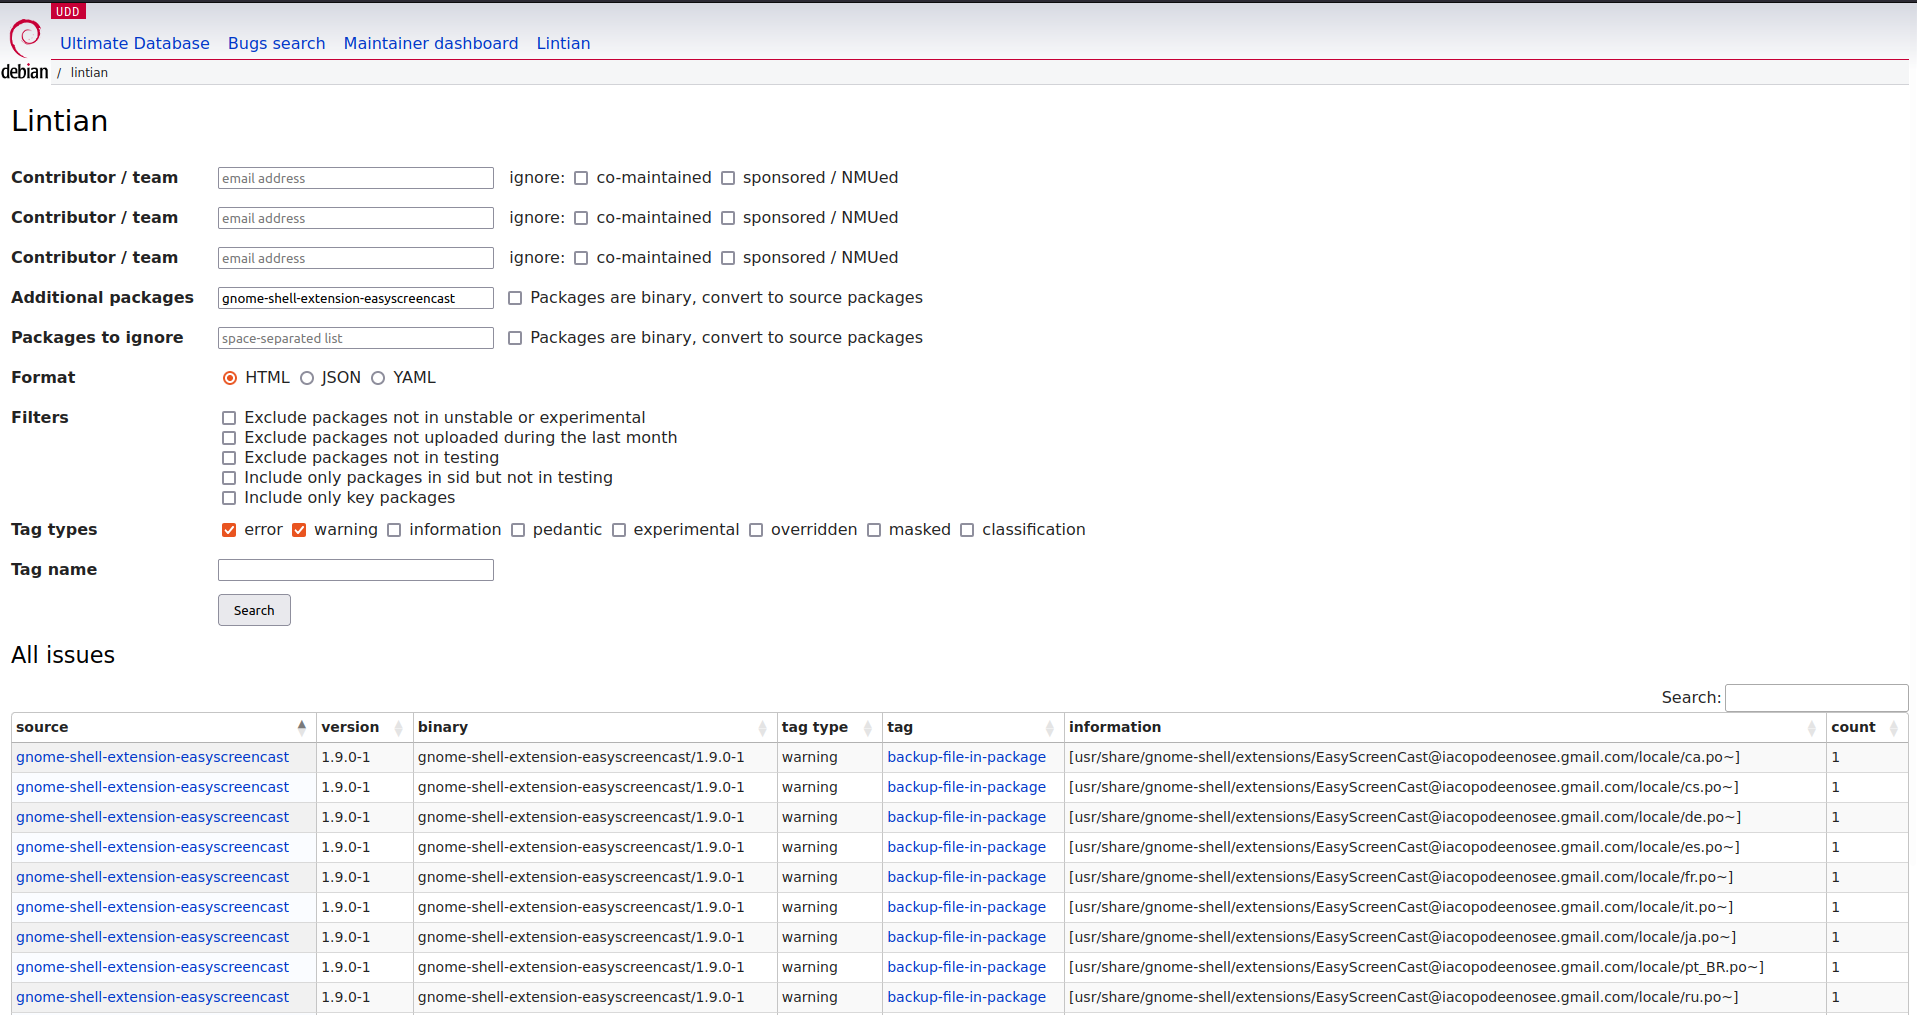 UDD
Ultimate Database Bugs search Maintainer dashboard Lintian
debian / lintian
Lintian
Contributor / team email address ignore: co-maintained sponsored / NMUed
Contributor / team email address ignore: co-maintained sponsored / NMUed
Contributor / team email address ignore: co-maintained sponsored / NMUed
Additional packages gnome-shell-extension-easyscreencast Packages are binary, convert to source packages
Packages to ignore space-separated list Packages are binary, convert to source packages
Format HTML JSON YAML
Filters Exclude packages not in unstable or experimental
Exclude packages not uploaded during the last month
Exclude packages not in testing
Include only packages in sid but not in testing
Include only key packages
Tag types error warning information pedantic experimental overridden masked classification
Tag name
Search
All issues
Search:
source version binary tag type tag information count
gnome-shell-extension-easyscreencast 1.9.0-1 gnome-shell-extension-easyscreencast/1.9.0-1 warning backup-file-in-package [usr/share/gnome-shell/extensions/EasyScreenCast@iacopodeenosee.gmail.com/locale/ca.po~] 1
gnome-shell-extension-easyscreencast 1.9.0-1 gnome-shell-extension-easyscreencast/1.9.0-1 warning backup-file-in-package [usr/share/gnome-shell/extensions/EasyScreenCast@iacopodeenosee.gmail.com/locale/cs.po~] 1
gnome-shell-extension-easyscreencast 1.9.0-1 gnome-shell-extension-easyscreencast/1.9.0-1 warning backup-file-in-package [usr/share/gnome-shell/extensions/EasyScreenCast@iacopodeenosee.gmail.com/locale/de.po~] 1
gnome-shell-extension-easyscreencast 1.9.0-1 gnome-shell-extension-easyscreencast/1.9.0-1 warning backup-file-in-package [usr/share/gnome-shell/extensions/EasyScreenCast@iacopodeenosee.gmail.com/locale/es.po~] 1
gnome-shell-extension-easyscreencast 1.9.0-1 gnome-shell-extension-easyscreencast/1.9.0-1 warning backup-file-in-package [usr/share/gnome-shell/extensions/EasyScreenCast@iacopodeenosee.gmail.com/locale/fr.po~] 1
gnome-shell-extension-easyscreencast 1.9.0-1 gnome-shell-extension-easyscreencast/1.9.0-1 warning backup-file-in-package [usr/share/gnome-shell/extensions/EasyScreenCast@iacopodeenosee.gmail.com/locale/it.po~] 1
gnome-shell-extension-easyscreencast 1.9.0-1 gnome-shell-extension-easyscreencast/1.9.0-1 warning backup-file-in-package [usr/share/gnome-shell/extensions/EasyScreenCast@iacopodeenosee.gmail.com/locale/ja.po~] 1
gnome-shell-extension-easyscreencast 1.9.0-1 gnome-shell-extension-easyscreencast/1.9.0-1 warning backup-file-in-package [usr/share/gnome-shell/extensions/EasyScreenCast@iacopodeenosee.gmail.com/locale/pt_BR.po~] 1
gnome-shell-extension-easyscreencast 1.9.0-1 gnome-shell-extension-easyscreencast/1.9.0-1 warning backup-file-in-package [usr/share/gnome-shell/extensions/EasyScreenCast@iacopodeenosee.gmail.com/locale/ru.po~] 1